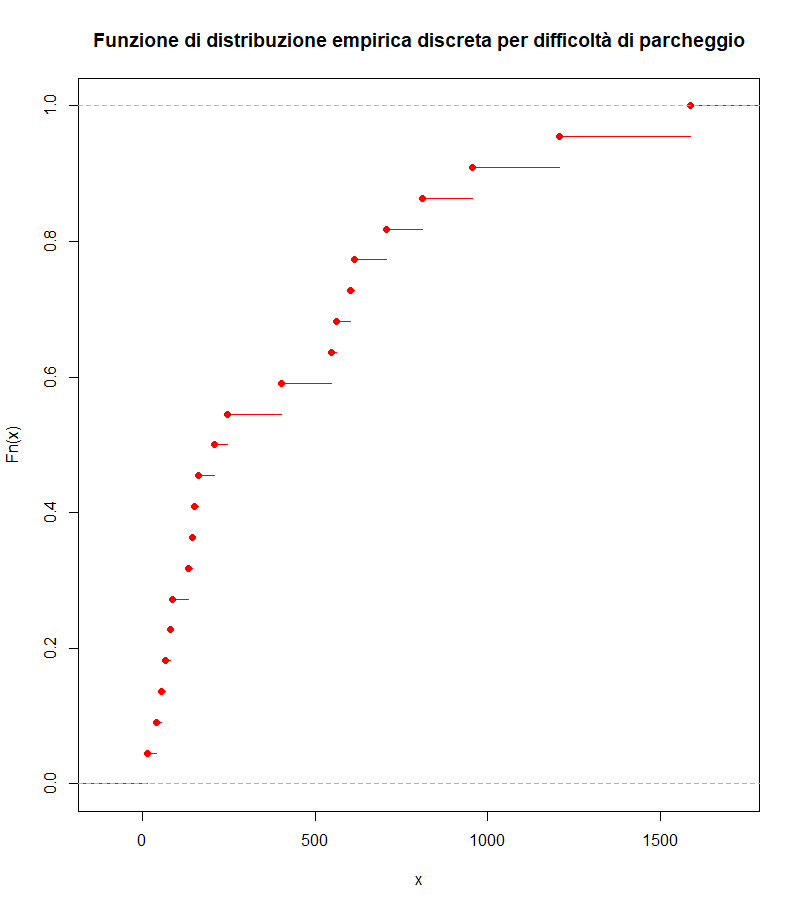 Funzione di distribuzione empirica discreta per difficoltà di parcheggio
1.0
0.8
0.6
0.4
0.2
0.0
Fn(x)
0 500 1000 1500
x